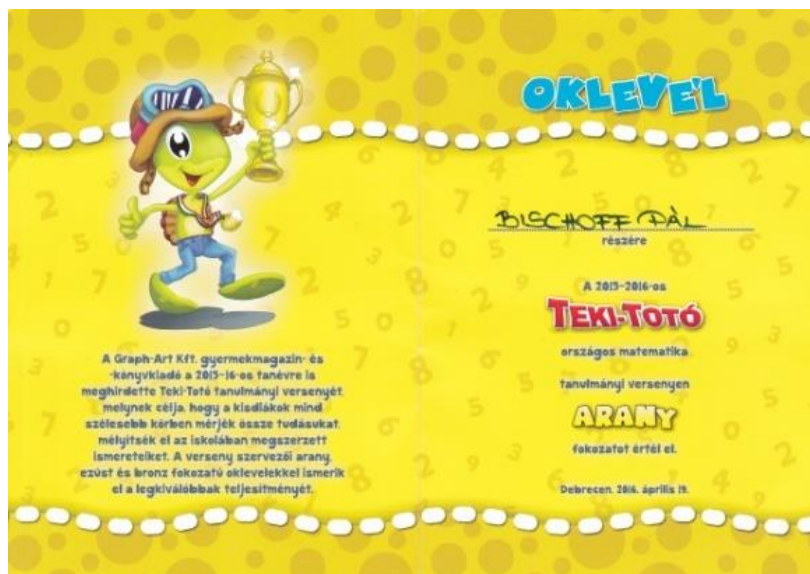 A Graph-Art Kft. gyermekmagazin- és
-könyvkiadó a 2015-16-os tanévre is
meghirdette Teki-Totó tanulmányi versenyét,
melynek célja, hogy a kisdiákok mind
szélesebb körben mérjék össze tudásukat,
mélyítsék el az iskolában megszerzett
ismereteiket. A verseny szervezői arany,
ezüst és bronz fokozatú oklevelekkel ismerik
el a legkiválóbbak teljesítményét.
OKLEVÉL
BISCHOFF PÁL
részére
A 2015-2016-os
TEKI-TOTÓ
országos matematika
tanulmányi versenyen
ARANY
fokozatot értél el.
Debrecen, 2016. április 19.